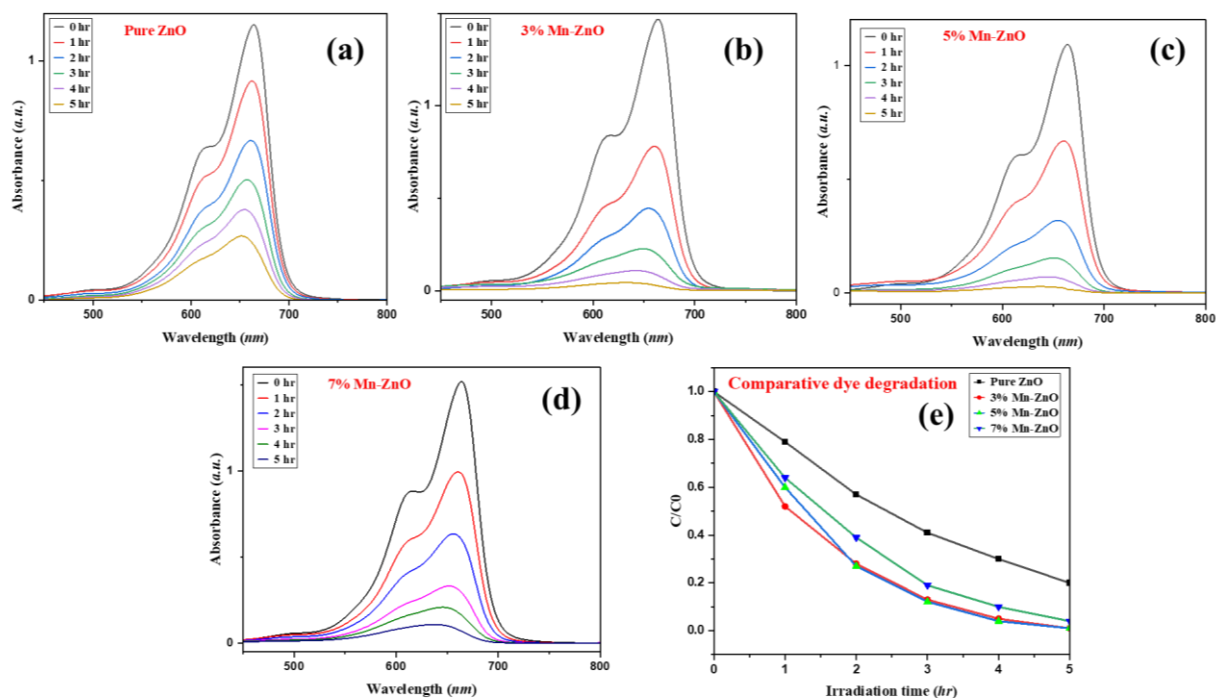 Pure ZnO
(a)
0 hr
1 hr
2 hr
3 hr
4 hr
5 hr
1
0
500
600
700
800
Absorbance (a.u.)
Wavelength (nm)
3% Mn-ZnO
(b)
0 hr
1 hr
2 hr
3 hr
4 hr
5 hr
1
0
500
600
700
800
Absorbance (a.u.)
Wavelength (nm)
5% Mn-ZnO
(c)
0 hr
1 hr
2 hr
3 hr
4 hr
5 hr
1
0
500
600
700
800
Absorbance (a.u.)
Wavelength (nm)
7% Mn-ZnO
(d)
0 hr
1 hr
2 hr
3 hr
4 hr
5 hr
1
0
500
600
700
800
Absorbance (a.u.)
Wavelength (nm)
Comparative dye degradation
(e)
Pure ZnO
3% Mn-ZnO
5% Mn-ZnO
7% Mn-ZnO
1.0
0.8
0.6
0.4
0.2
0.0
0
1
2
3
4
5
C/C0
Irradiation time (hr)